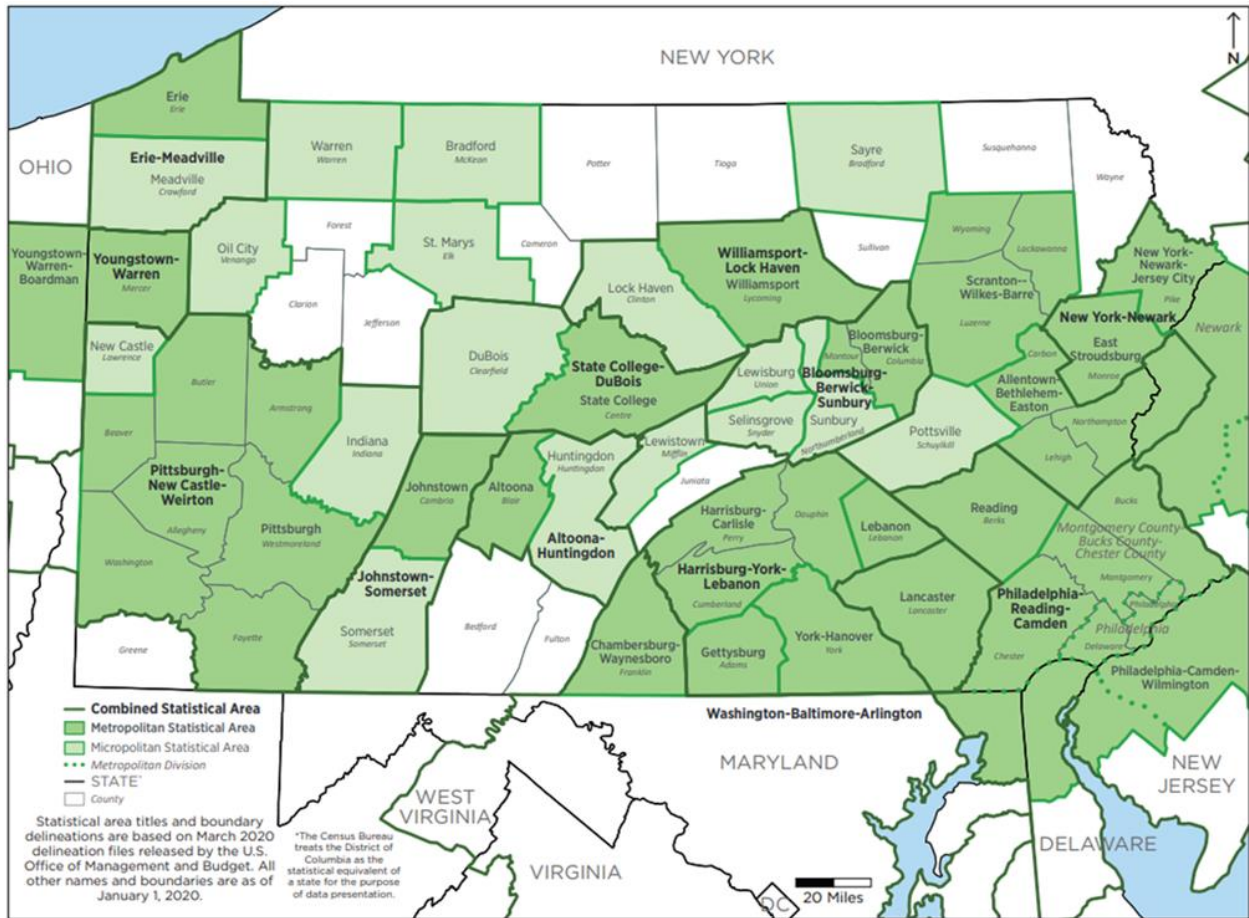 NEW YORK
N
Erie
Erie
OHIO
Erie-Meadville
Meadville
Crawford
Warren
Warren
Bradford
McKean
Potter
Tioga
Sayre
Bradford
Susquehanna
Wayne
Youngstown-
Warren-
Boardman
Youngstown-
Warren
Mercer
Oil City
Venango
Forest
St. Marys
Elk
Cameron
Clarion
Jefferson
Lock Haven
Clinton
Williamsport-
Lock Haven
Williamsport
Lycoming
Sullivan
Wyoming
Lackawanna
Scranton--
Wilkes-Barre
Luzerne
New York-
Newark-
Jersey City
Pike
Newark
New York-Newark
East
Stroudsburg
Monroe
New Castle
Lawrence
Butler
Armstrong
DuBois
Clearfield
State College-
DuBois
State College
Centre
Lewisburg
Union
Montour
Bloomsburg-
Berwick
Columbia
Bloomsburg-
Berwick-
Sunbury
Sunbury
Northumberland
Selinsgrove
Snyder
Carbon
Allentown-
Bethlehem-
Easton
Northampton
Lehigh
Pottsville
Schuylkill
Beaver
Indiana
Indiana
Pittsburgh-
New Castle-
Weirton
Allegheny
Pittsburgh
Westmoreland
Washington
Fayette
Greene
Johnstown
Cambria
Altoona
Blair
Huntingdon
Huntingdon
Altoona-
Huntingdon
Lewistown
Mifflin
Juniata
Johnstown-
Somerset
Somerset
Somerset
Bedford
Fulton
Harrisburg-
Carlisle
Perry
Dauphin
Harrisburg-York-
Lebanon
Cumberland
Lebanon
Lebanon
Reading
Berks
Bucks
Montgomery County-
Bucks County-
Chester County
Montgomery
Philadelphia
Philadelphia
Delaware
Philadelphia-
Reading-
Camden
Chester
Lancaster
Lancaster
Chambersburg-
Waynesboro
Franklin
Gettysburg
Adams
York-Hanover
York
Philadelphia-Camden-
Wilmington
Washington-Baltimore-Arlington
MARYLAND
NEW
JERSEY
DELAWARE
WEST
VIRGINIA
VIRGINIA
DC
20 Miles
Combined Statistical Area
Metropolitan Statistical Area
Micropolitan Statistical Area
Metropolitan Division
STATE*
County
Statistical area titles and boundary
delineations are based on March 2020
delineation files released by the U.S.
Office of Management and Budget. All
other names and boundaries are as of
January 1, 2020.
*The Census Bureau
treats the District of
Columbia as the
statistical equivalent of
a state for the purpose
of data presentation.